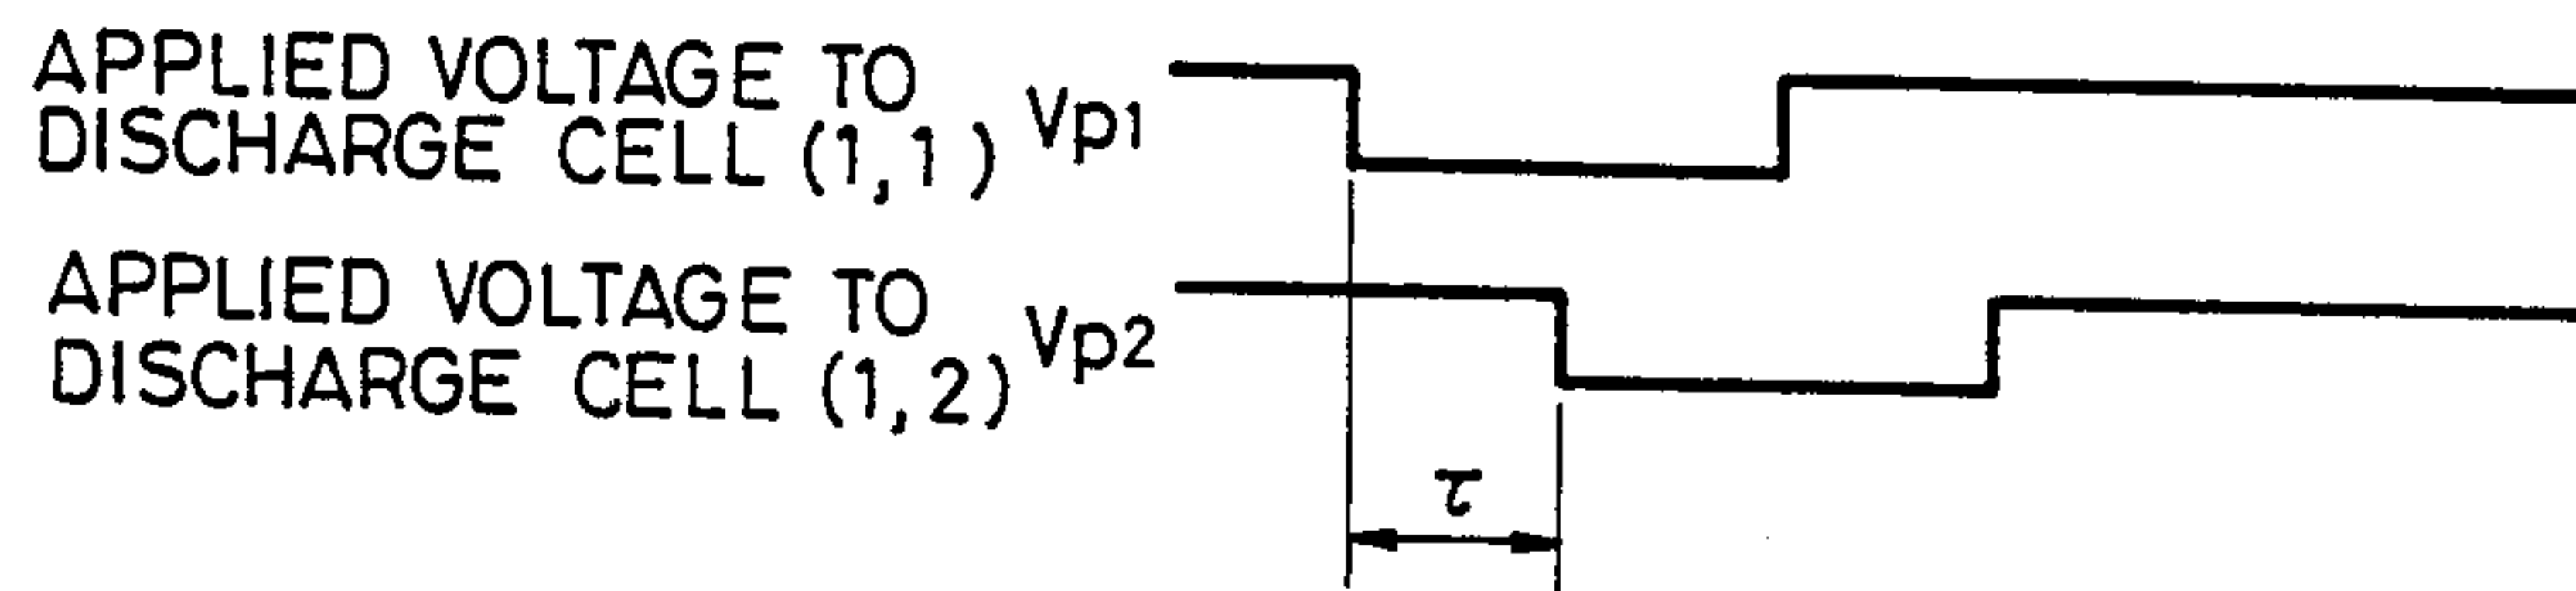 APPLIED VOLTAGE TO
DISCHARGE CELL (1,1) Vp1
APPLIED VOLTAGE TO
DISCHARGE CELL (1,2) Vp2
τ